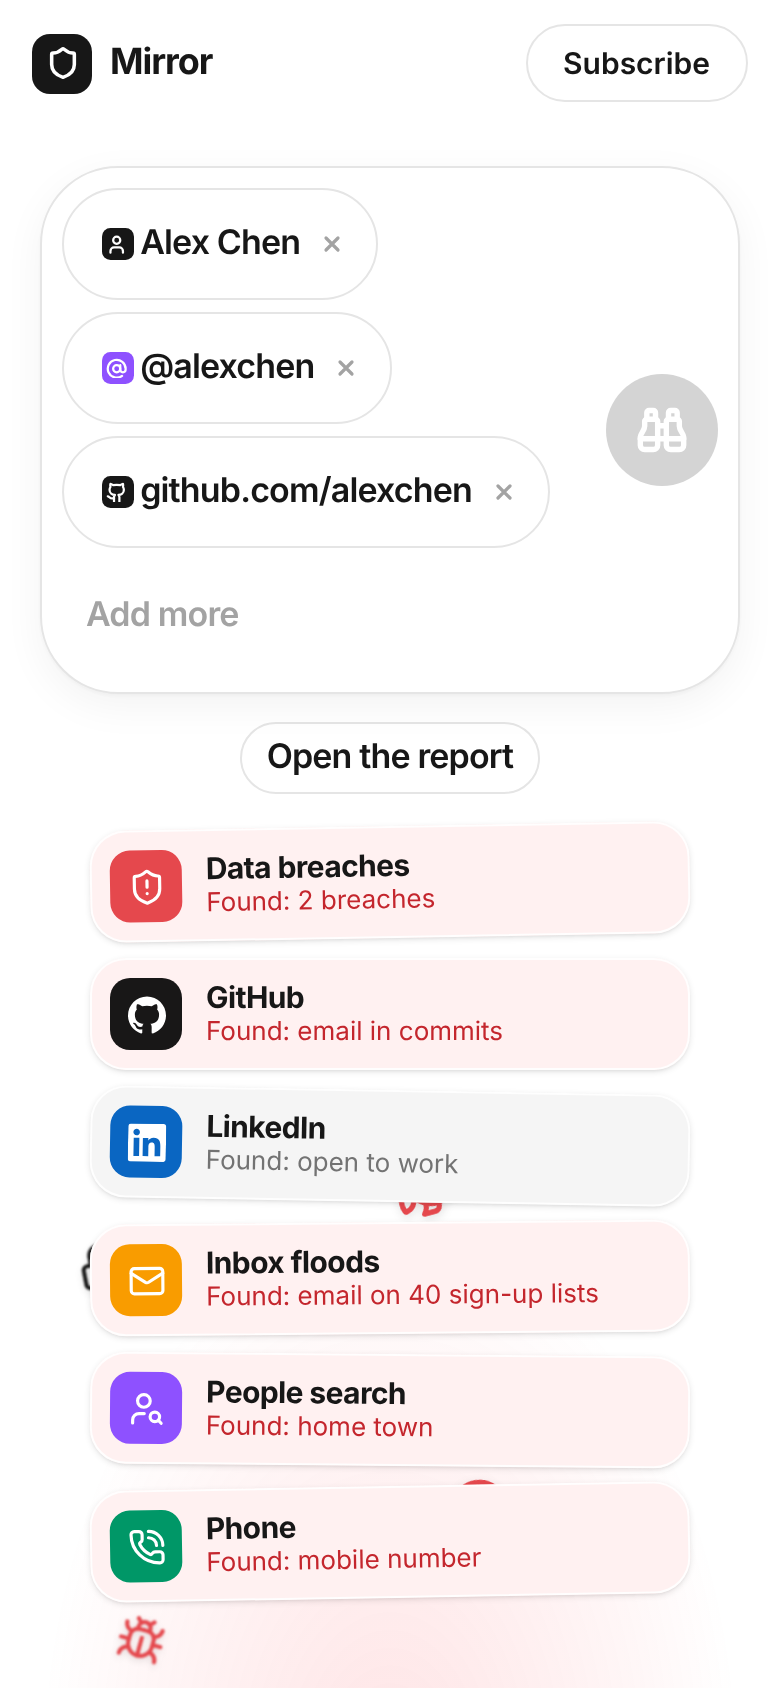 Mirror
Subscribe
Alex Chen
@alexchen
github.com/alexchen
Add more
Open the report
Data breaches
Found: 2 breaches
GitHub
Found: email in commits
LinkedIn
Found: open to work
Inbox floods
Found: email on 40 sign-up lists
People search
Found: home town
Phone
Found: mobile number